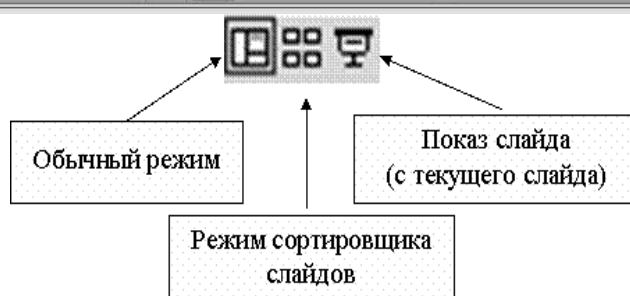 Обычный режим
Показ слайда
(с текущего слайда)
Режим сортировщика
слайдов